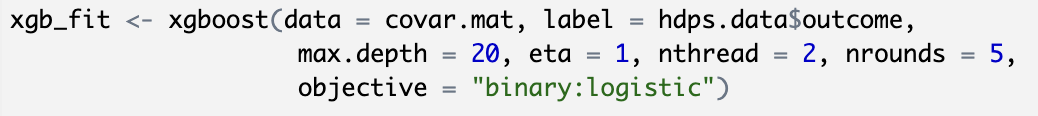 xgb_fit <- xgboost(data = covar.mat, label = hdps.data$outcome,
                   max.depth = 20, eta = 1, nthread = 2, nrounds = 5,
                   objective = "binary:logistic")